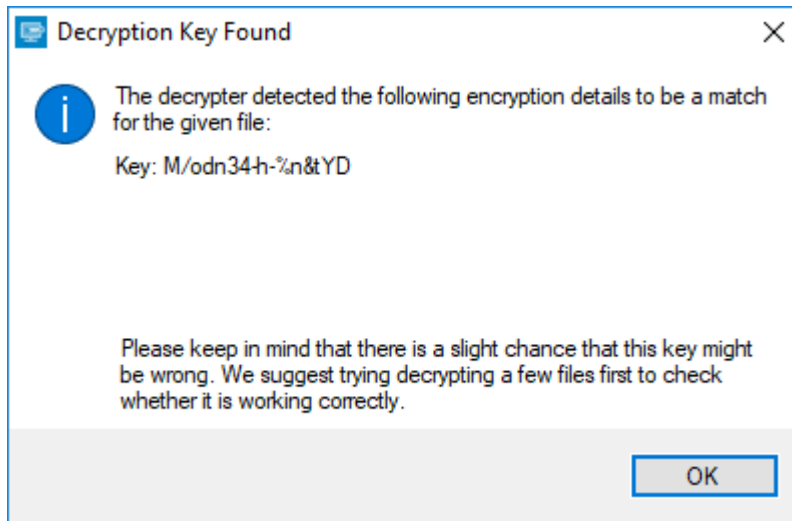 Decryption Key Found
The decrypter detected the following encryption details to be a match
for the given file:
Key: M/odn34-h-%n&tYD
Please keep in mind that there is a slight chance that this key might
be wrong. We suggest trying decrypting a few files first to check
whether it is working correctly.
OK